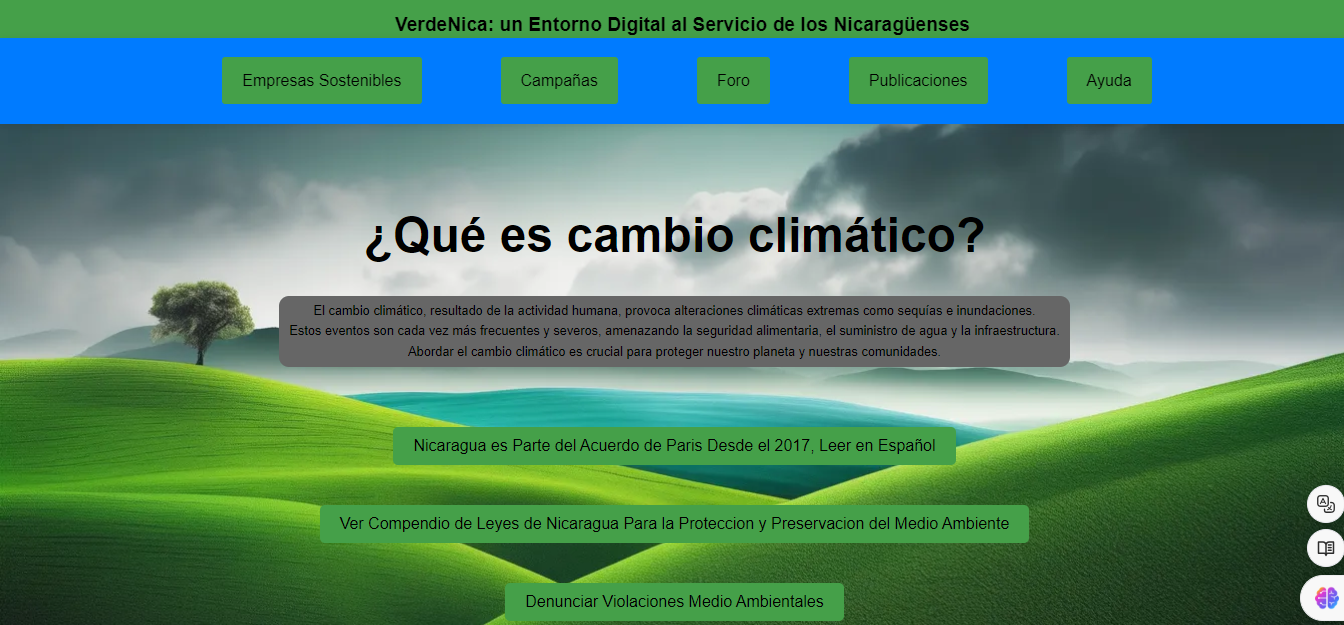 VerdeNica: un Entorno Digital al Servicio de los Nicaragüenses
Empresas Sostenibles
Campañas
Foro
Publicaciones
Ayuda
¿Qué es cambio climático?
El cambio climático, resultado de la actividad humana, provoca alteraciones climáticas extremas como sequías e inundaciones.
Estos eventos son cada vez más frecuentes y severos, amenazando la seguridad alimentaria, el suministro de agua y la infraestructura.
Abordar el cambio climático es crucial para proteger nuestro planeta y nuestras comunidades.
Nicaragua es Parte del Acuerdo de Paris Desde el 2017, Leer en Español
Ver Compendio de Leyes de Nicaragua Para la Proteccion y Preservacion del Medio Ambiente
Denunciar Violaciones Medio Ambientales